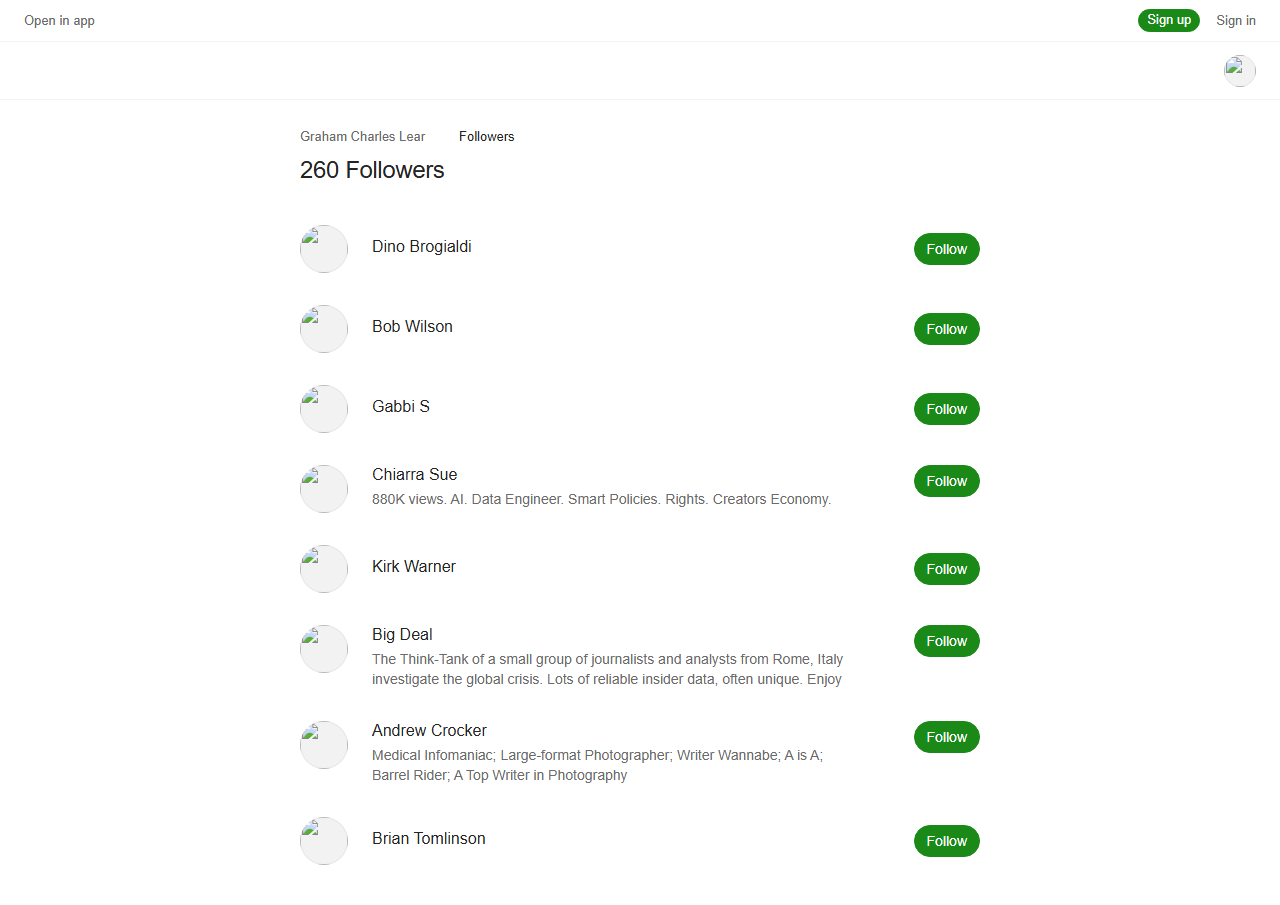 Open in app
Sign up
Sign in
Graham Charles Lear
Followers
260 Followers
Dino Brogialdi
Follow
Bob Wilson
Follow
Gabbi S
Follow
Chiarra Sue
880K views. AI. Data Engineer. Smart Policies. Rights. Creators Economy.
Follow
Kirk Warner
Follow
Big Deal
The Think-Tank of a small group of journalists and analysts from Rome, Italy
investigate the global crisis. Lots of reliable insider data, often unique. Enjoy
Follow
Andrew Crocker
Medical Infomaniac; Large-format Photographer; Writer Wannabe; A is A;
Barrel Rider; A Top Writer in Photography
Follow
Brian Tomlinson
Follow